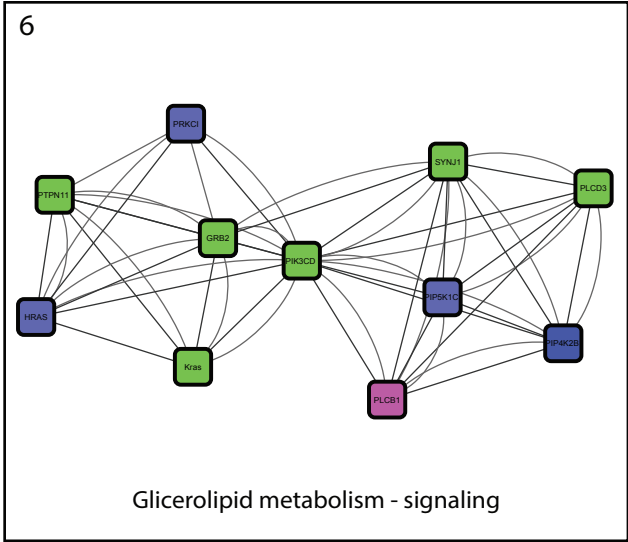 6
PRKCI
SYNJ1
PLCD3
PTPN11
GRB2
PIK3CD
PIP5K1C
HRAS
PIP4K2B
Kras
PLCB1
Glicerolipid metabolism - signaling